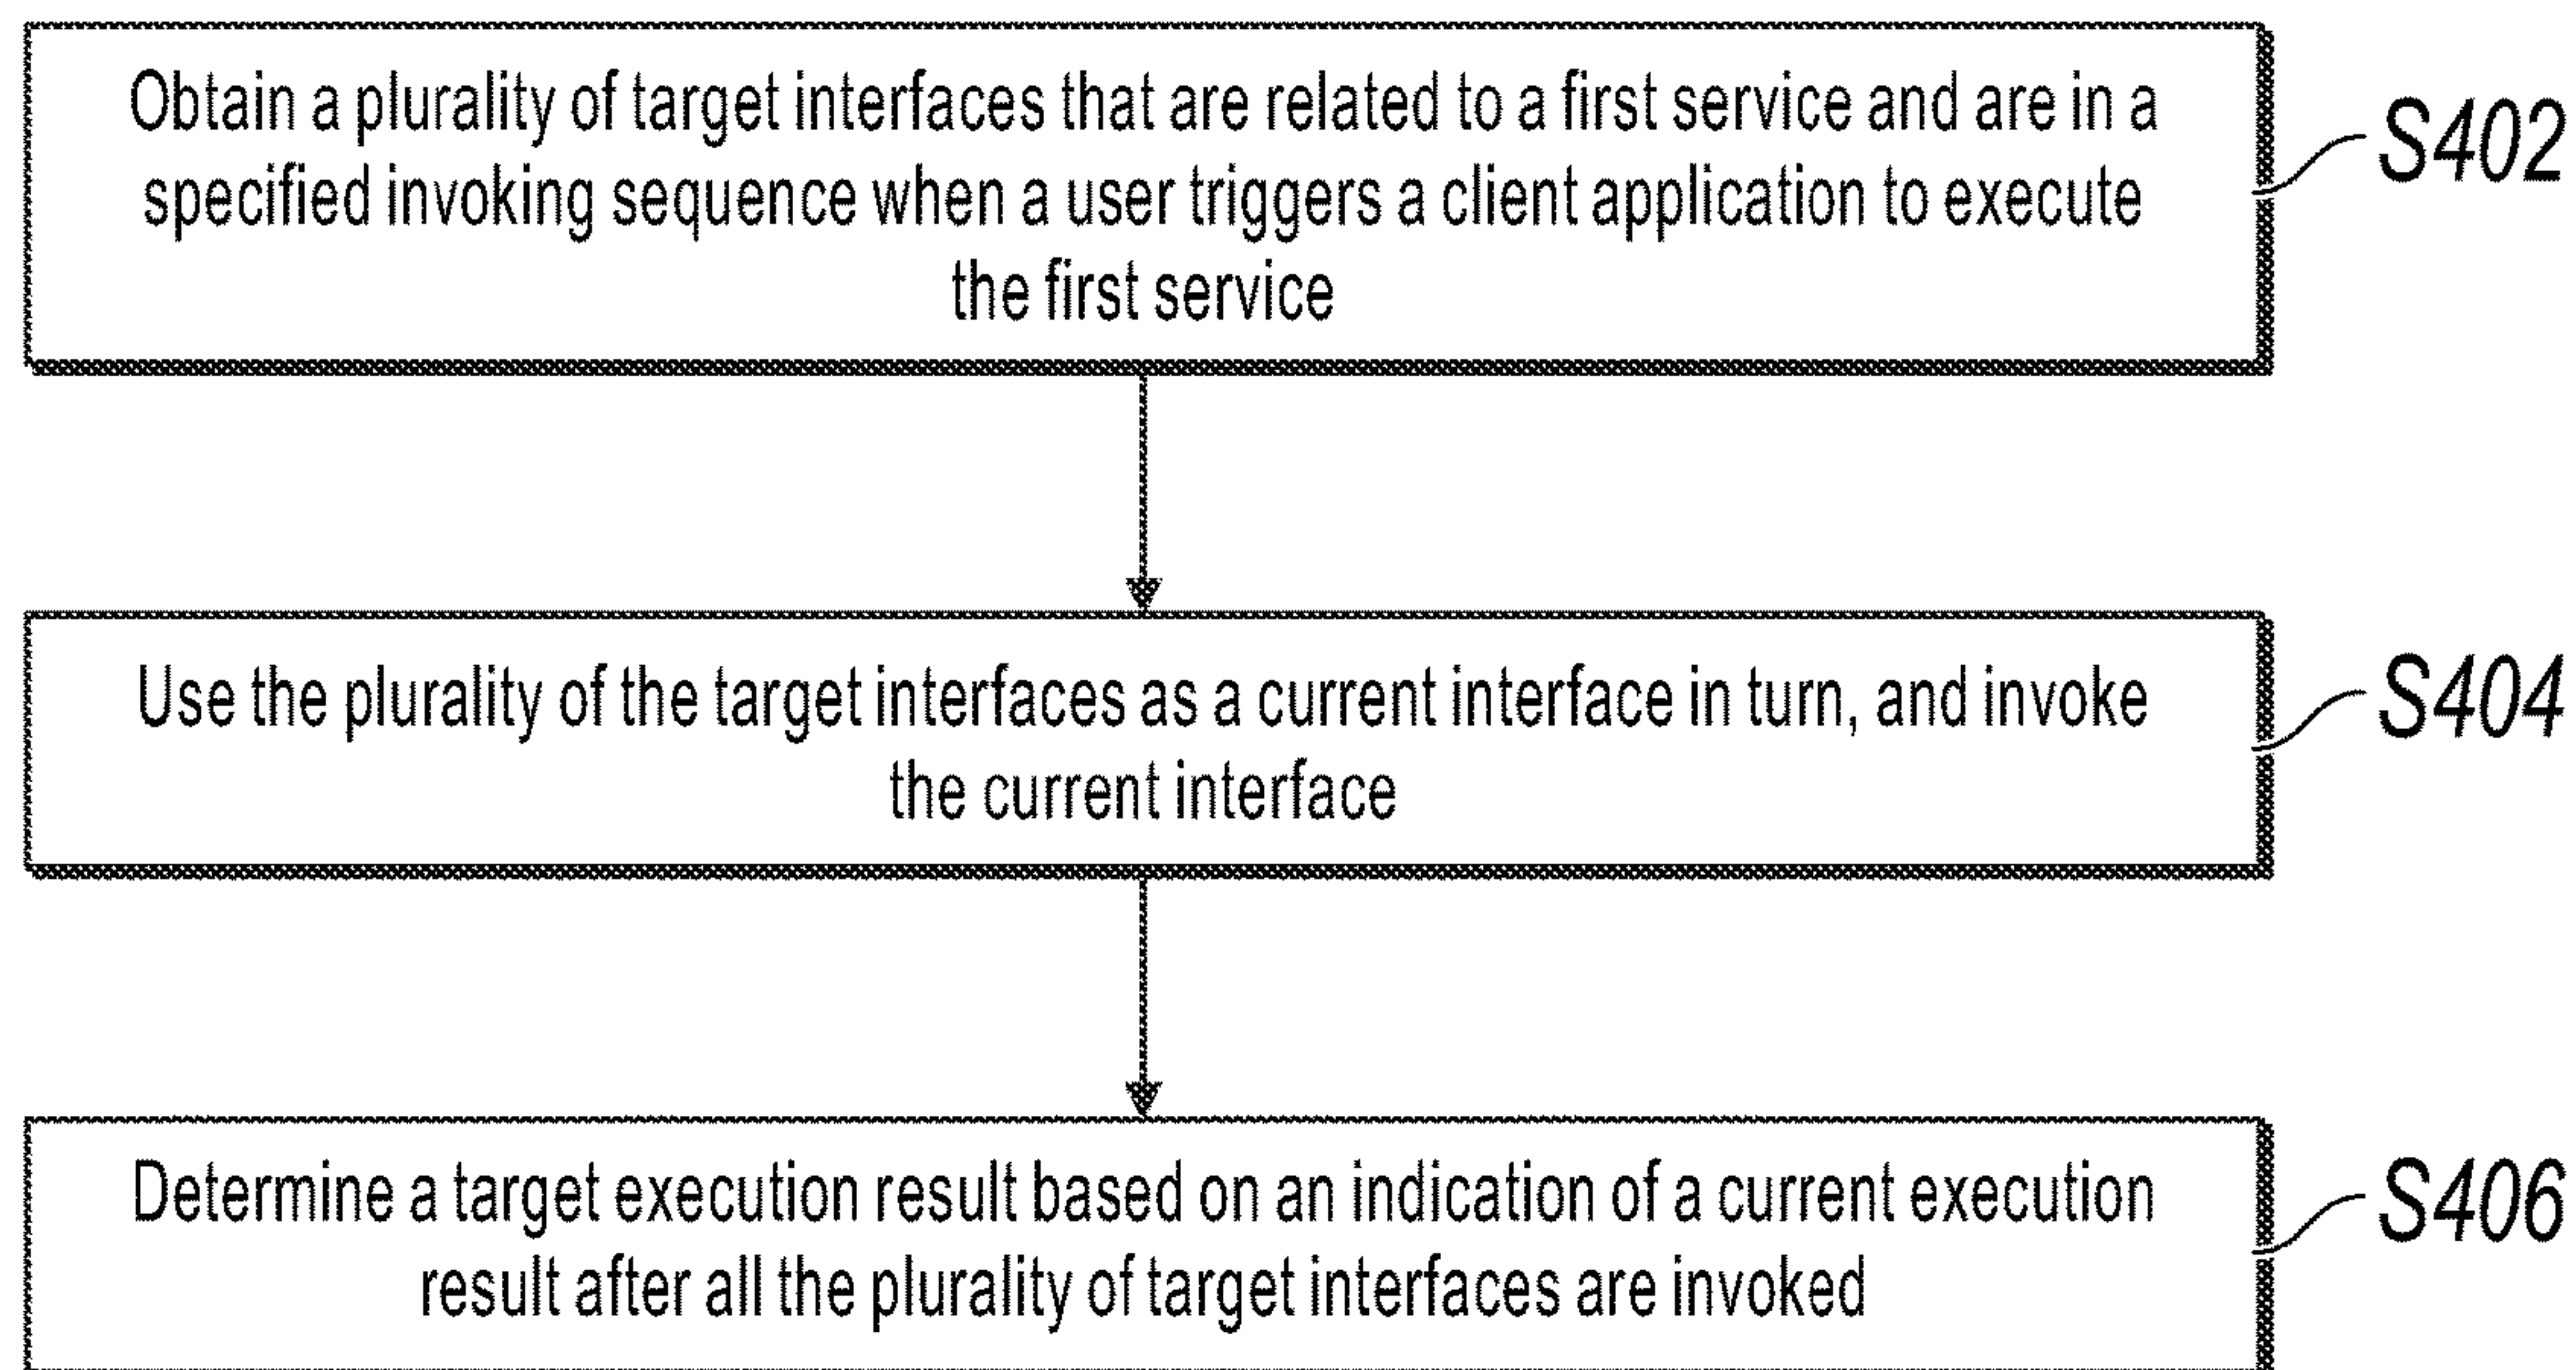 Obtain a plurality of target interfaces that are related to a first service and are in a
specified invoking sequence when a user triggers a client application to execute
the first service
S402
Use the plurality of the target interfaces as a current interface in turn, and invoke
the current interface
S404
Determine a target execution result based on an indication of a current execution
result after all the plurality of target interfaces are invoked
S406